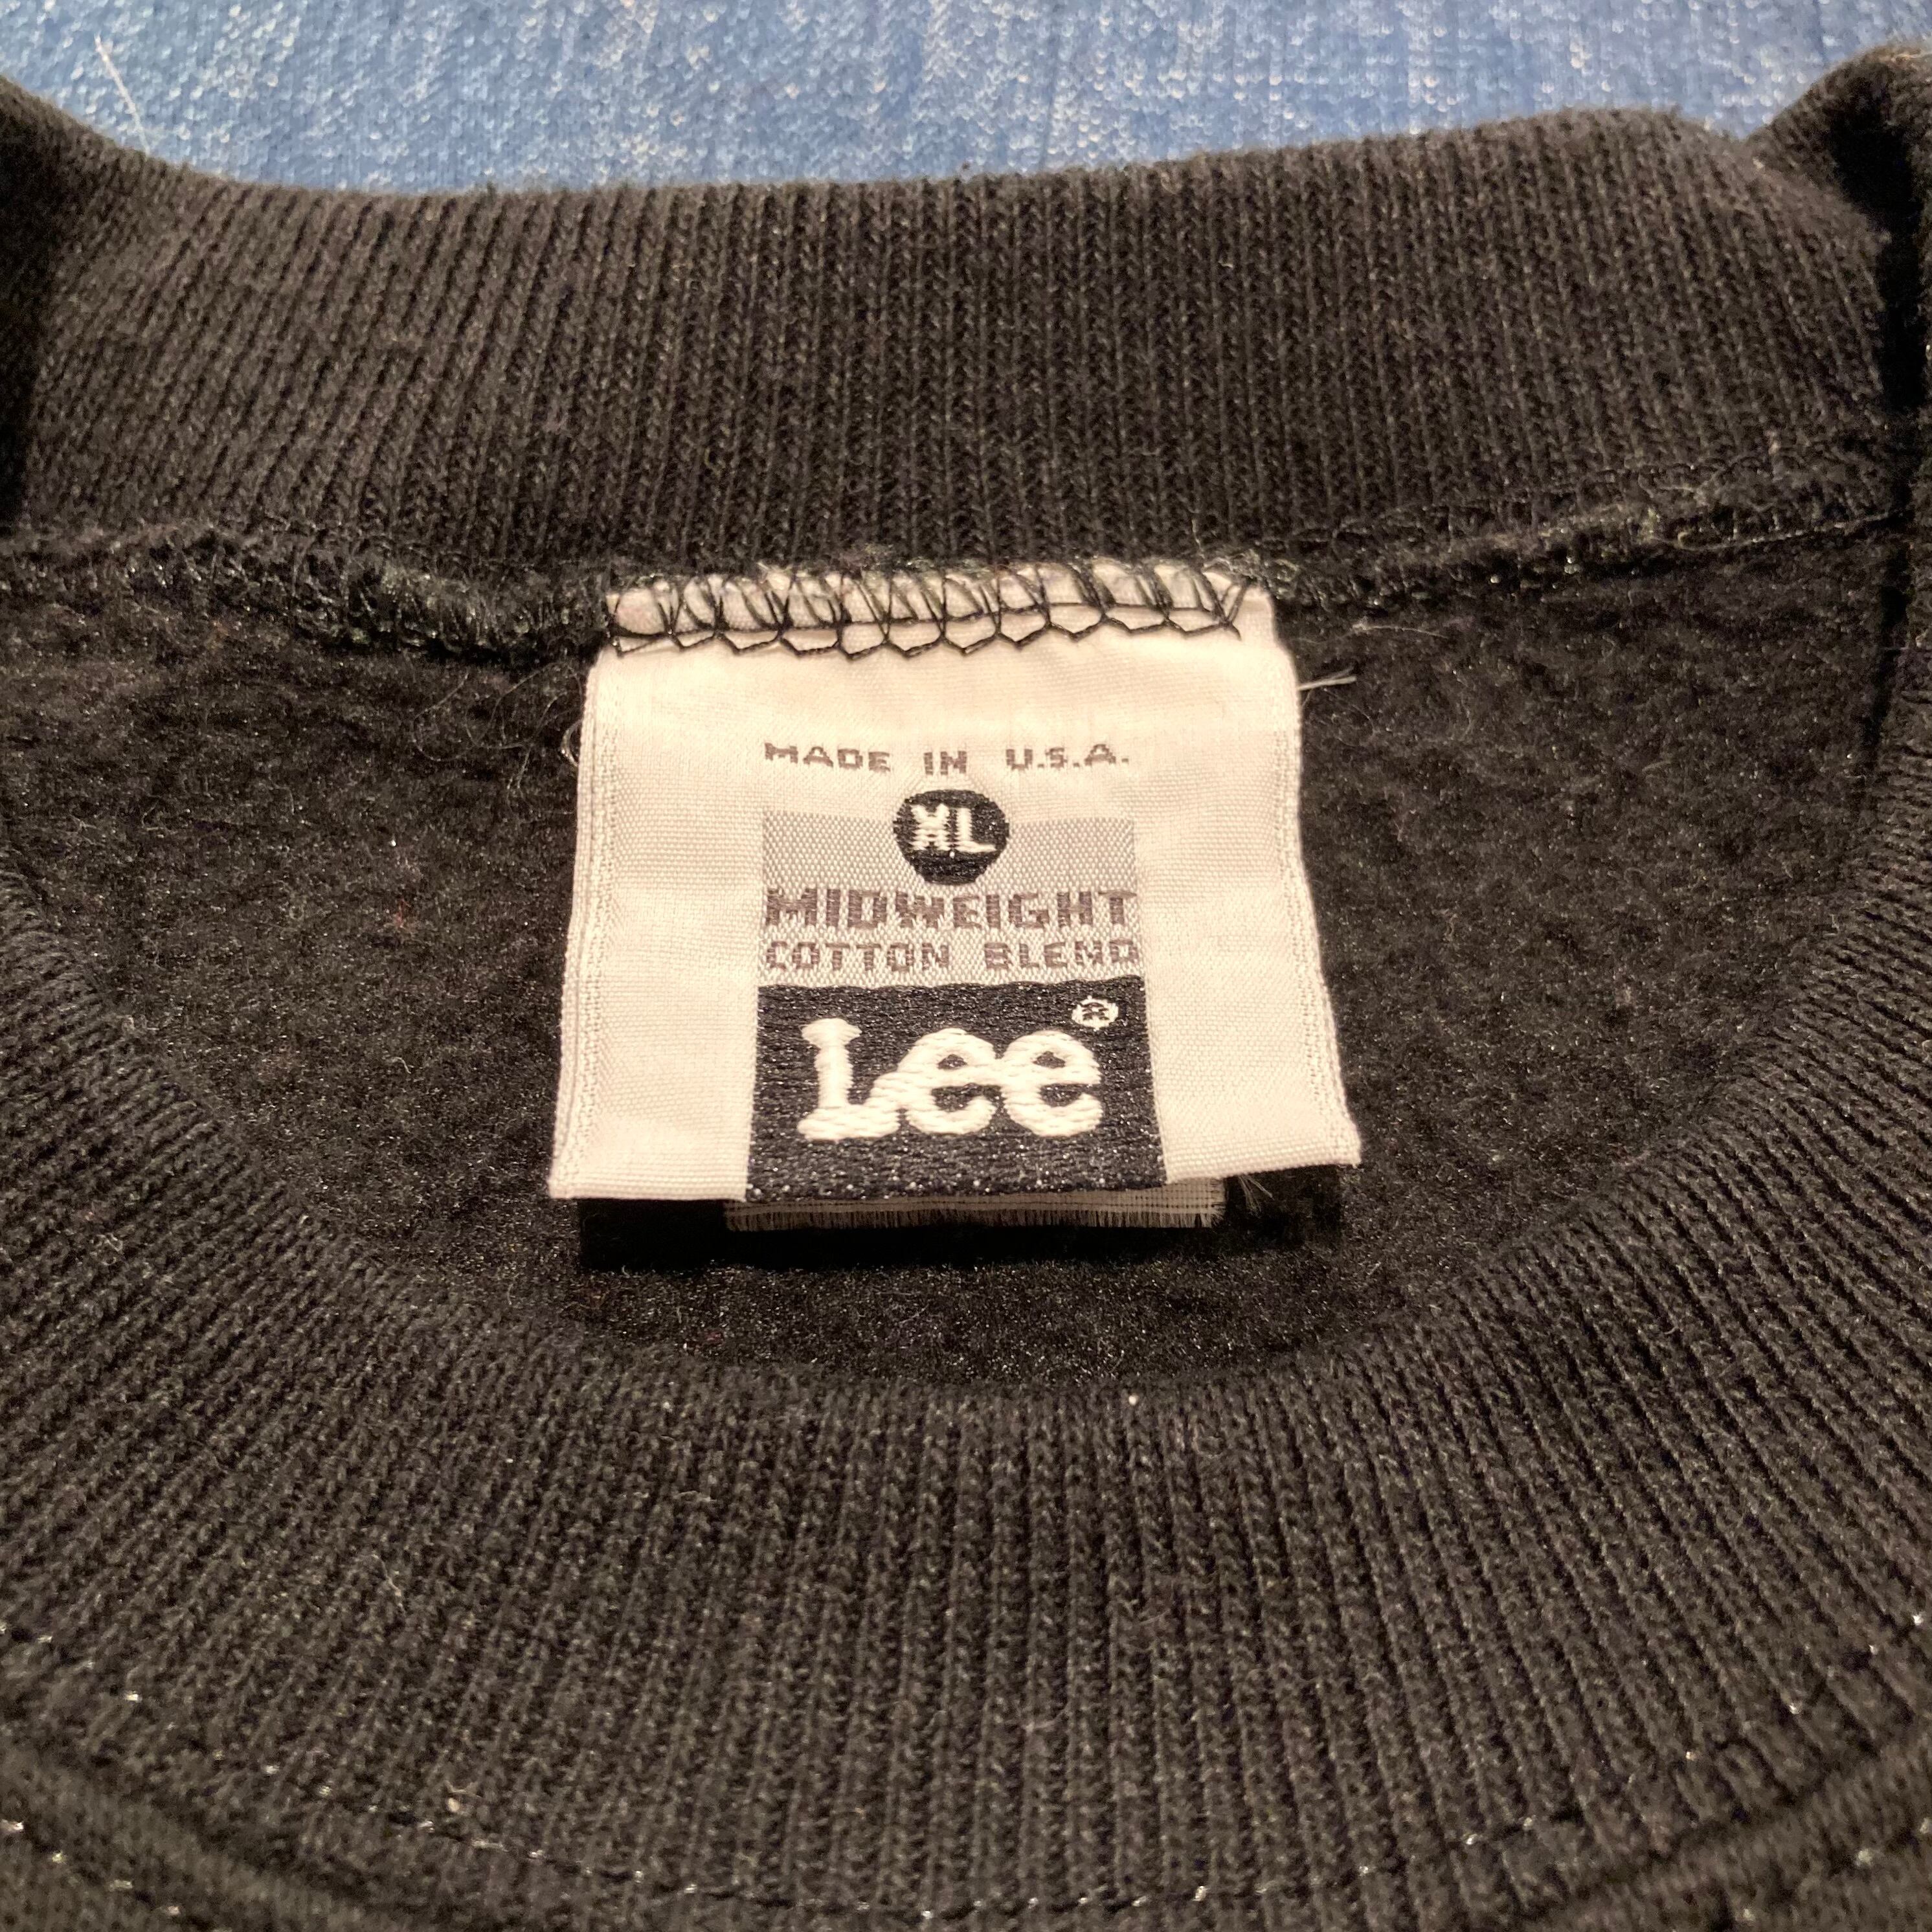 MADE IN U.S.A.
XL
MIDWEIGHT
COTTON BLEND
Lee®